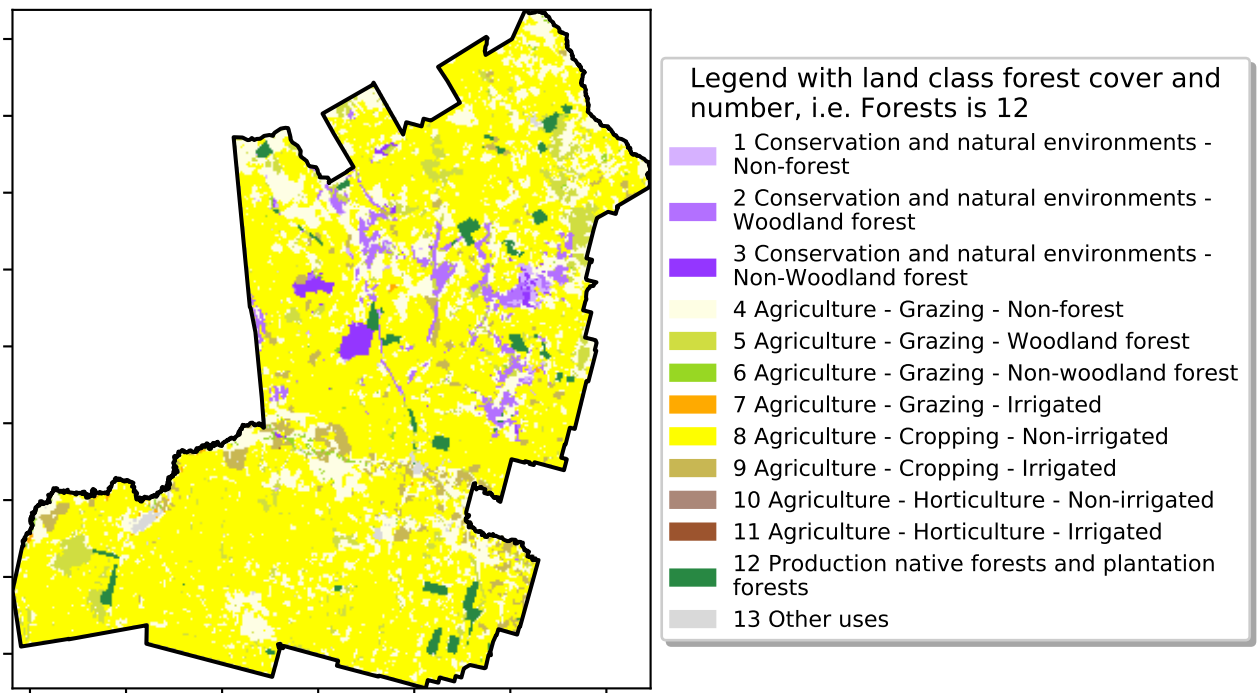 Legend with land class forest cover and
number, i.e. Forests is 12
1 Conservation and natural environments -
Non-forest
2 Conservation and natural environments -
Woodland forest
3 Conservation and natural environments -
Non-Woodland forest
4 Agriculture - Grazing - Non-forest
5 Agriculture - Grazing - Woodland forest
6 Agriculture - Grazing - Non-woodland forest
7 Agriculture - Grazing - Irrigated
8 Agriculture - Cropping - Non-irrigated
9 Agriculture - Cropping - Irrigated
10 Agriculture - Horticulture - Non-irrigated
11 Agriculture - Horticulture - Irrigated
12 Production native forests and plantation
forests
13 Other uses